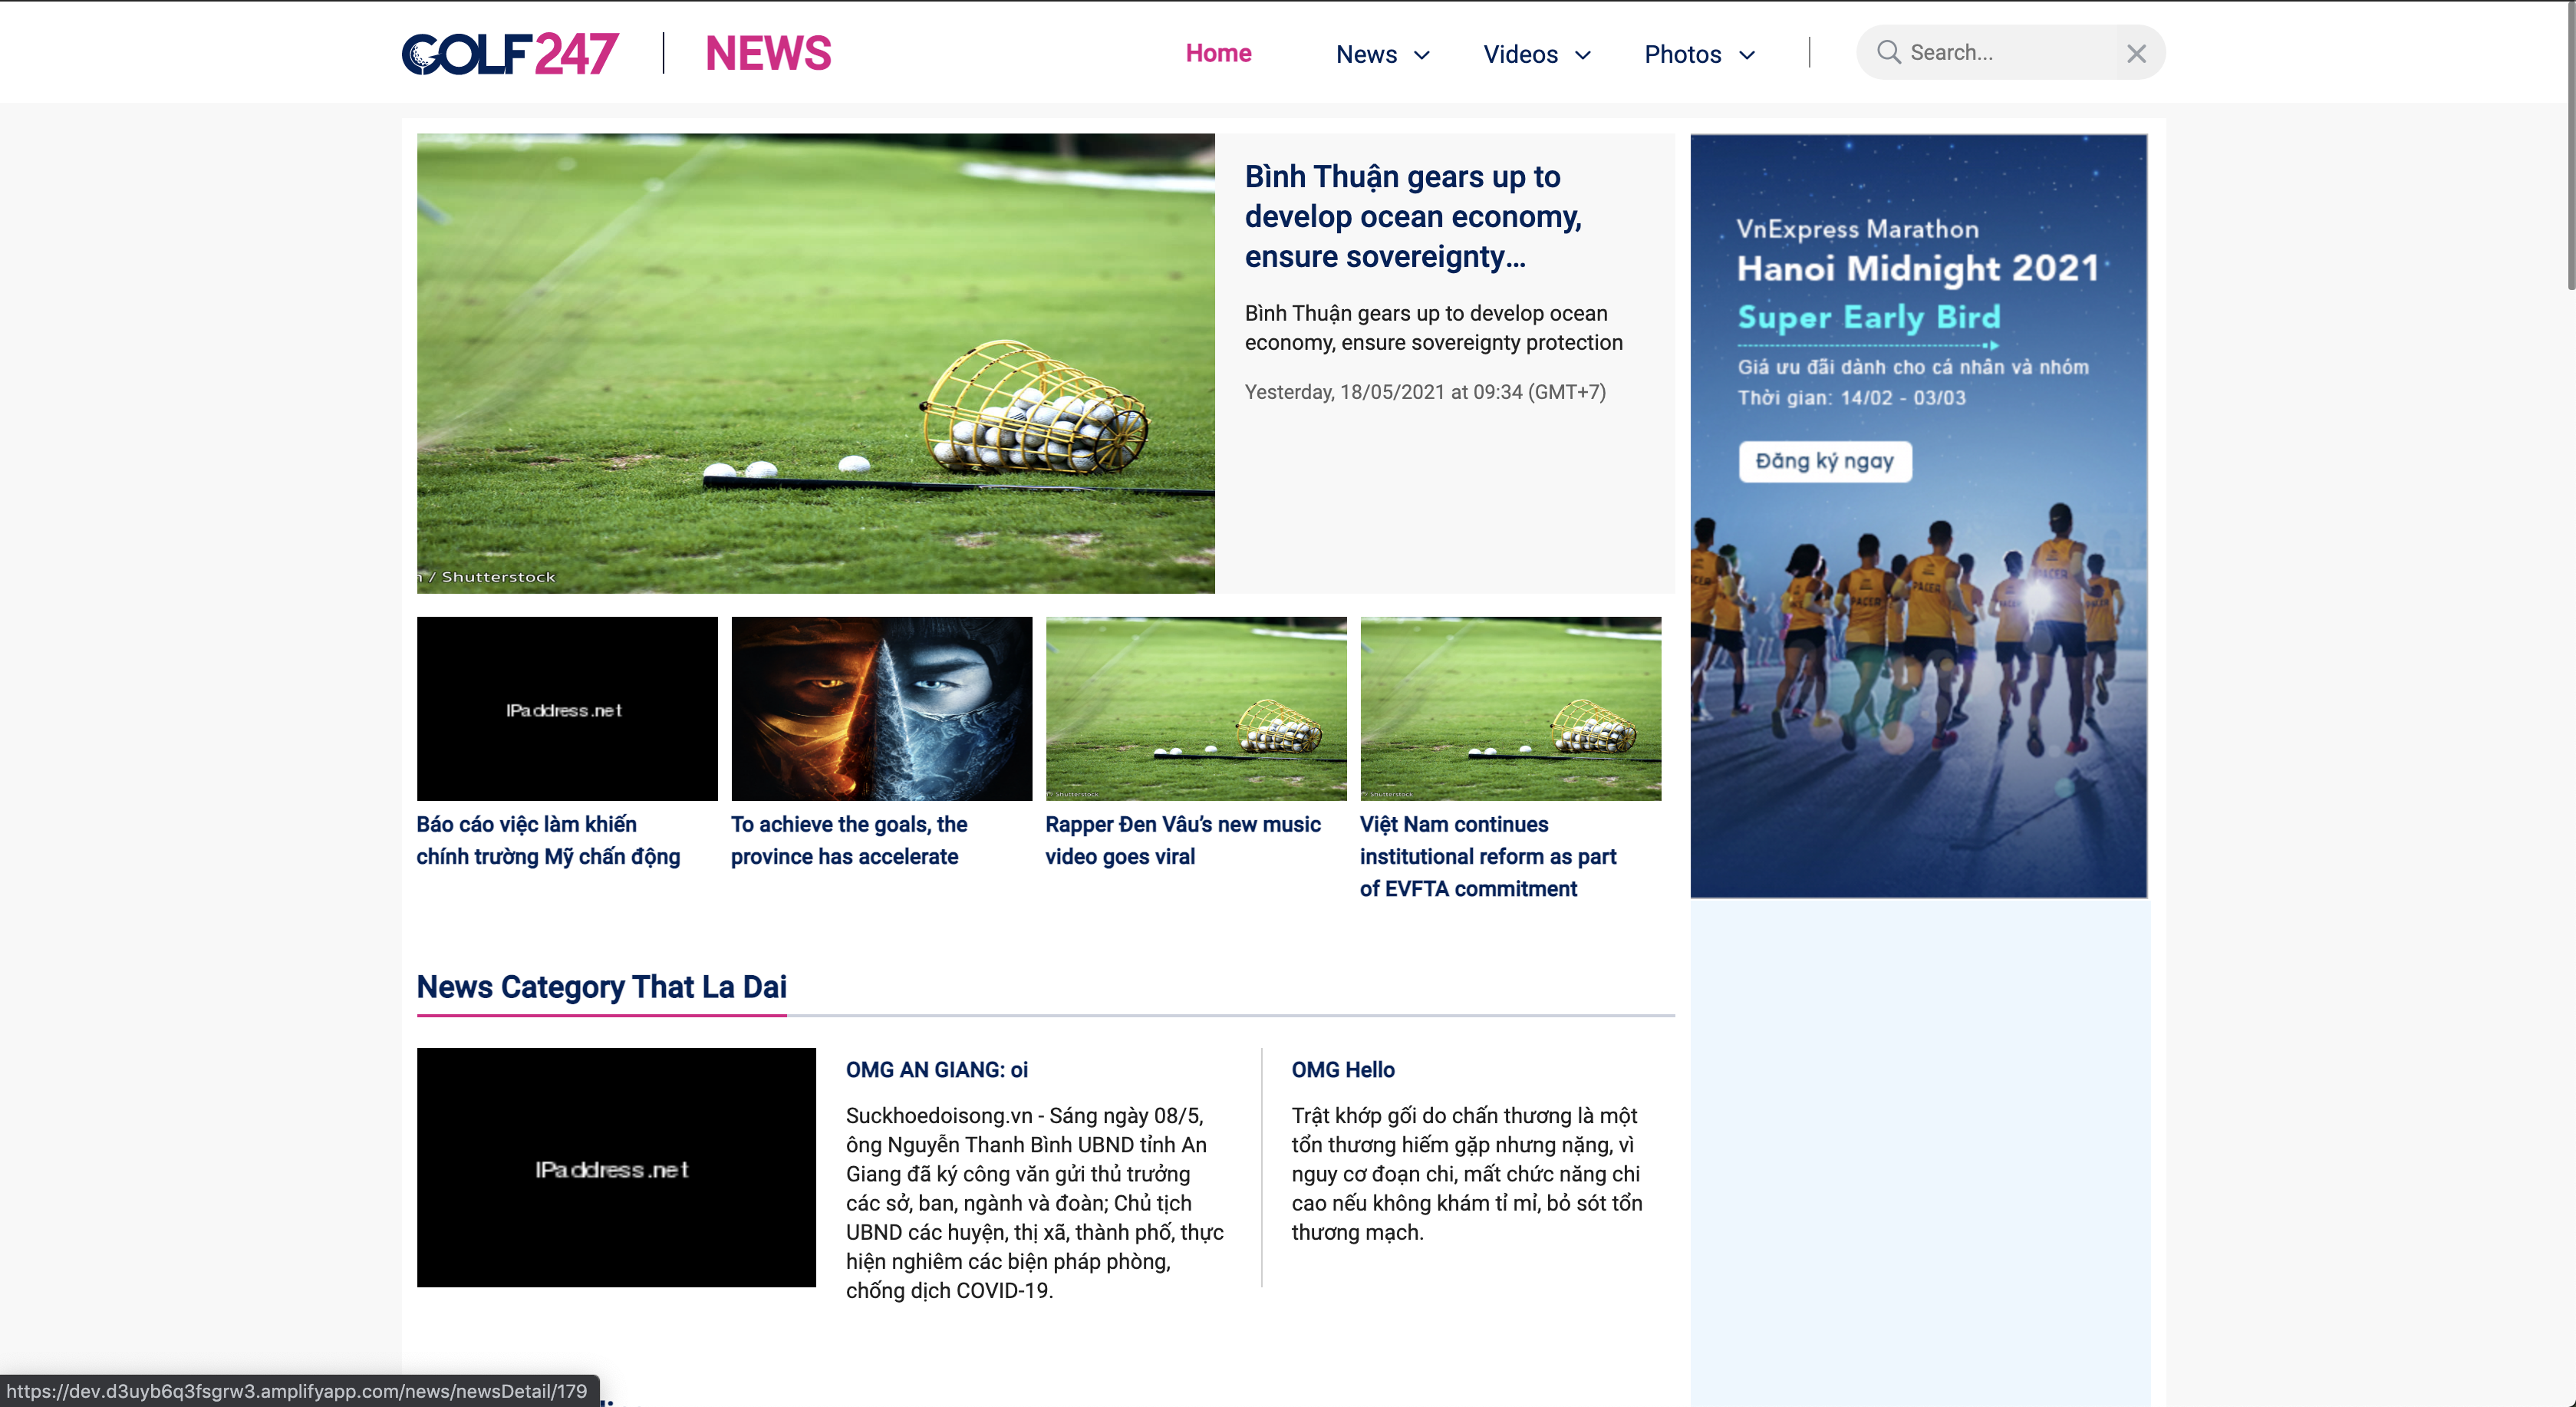 GOLF 247
NEWS
Home
News
Videos
Photos
Search...
Bình Thuận gears up to
develop ocean economy,
ensure sovereignty...
Bình Thuận gears up to develop ocean
economy, ensure sovereignty protection
Yesterday, 18/05/2021 at 09:34 (GMT+7)
/ Shutterstock
VnExpress Marathon
Hanoi Midnight 2021
Super Early Bird
Giá ưu đãi dành cho cá nhân và nhóm
Thời gian: 14/02 - 03/03
Đăng ký ngay
PACER
PACER
PACER
IPaddress.net
Shutterstock
Shutterstock
Báo cáo việc làm khiến
chính trường Mỹ chấn động
To achieve the goals, the
province has accelerate
Rapper Đen Vâu’s new music
video goes viral
Việt Nam continues
institutional reform as part
of EVFTA commitment
News Category That La Dai
IPaddress.net
OMG AN GIANG: oi
Suckhoedoisong.vn - Sáng ngày 08/5,
ông Nguyễn Thanh Bình UBND tỉnh An
Giang đã ký công văn gửi thủ trưởng
các sở, ban, ngành và đoàn; Chủ tịch
UBND các huyện, thị xã, thành phố, thực
hiện nghiêm các biện pháp phòng,
chống dịch COVID-19.
OMG Hello
Trật khớp gối do chấn thương là một
tổn thương hiếm gặp nhưng nặng, vì
nguy cơ đoạn chi, mất chức năng chi
cao nếu không khám tỉ mỉ, bỏ sót tổn
thương mạch.
https://dev.d3uyb6q3fsgrw3.amplifyapp.com/news/newsDetail/179